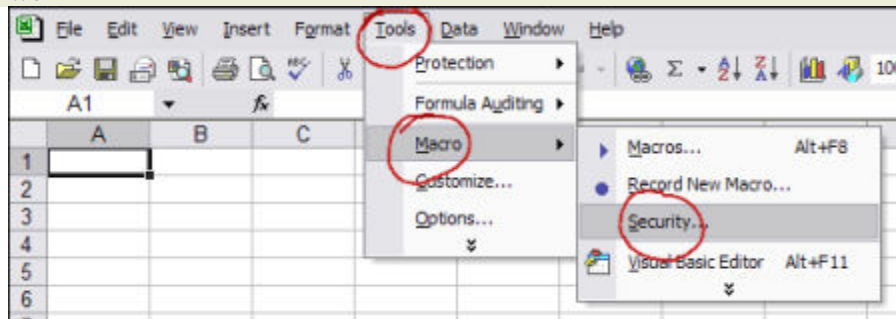 File Edit View Insert Format Tools Data Window Help
ABC Σ A Z Z A
A1 fx
A B C
1
2
3
4
5
6
Protection
Formula Auditing
Macro
Customize...
Options...
Macros... Alt+F8
Record New Macro...
Security...
Visual Basic Editor Alt+F11